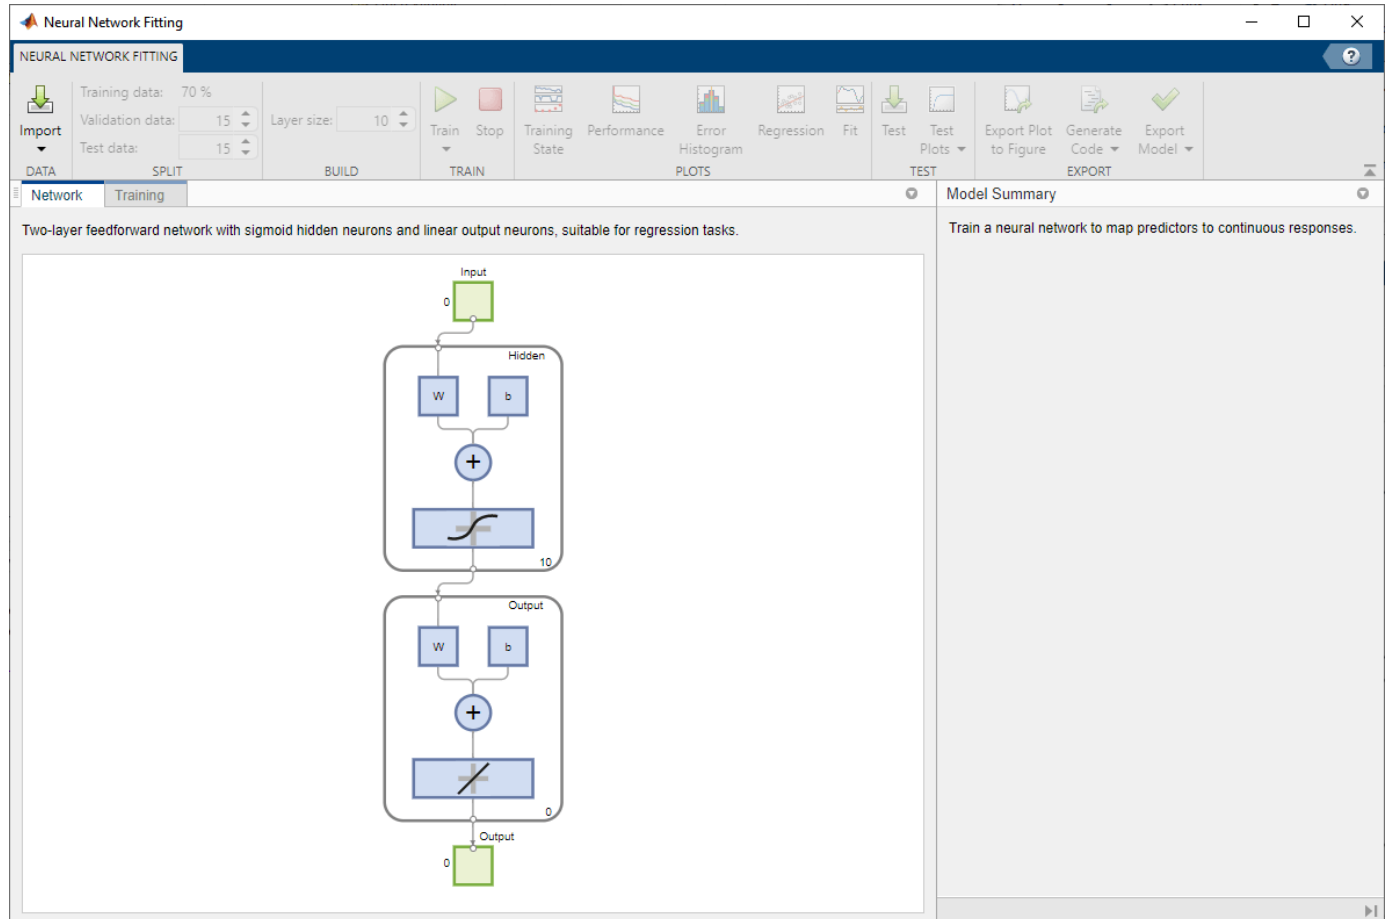 Neural Network Fitting
NEURAL NETWORK FITTING
?
Import
DATA
Training data: 70 %
Validation data: 15
Test data: 15
SPLIT
Layer size: 10
BUILD
Train
Stop
TRAIN
Training
State
Performance
Error
Histogram
Regression
Fit
PLOTS
Test
Test
Plots
TEST
Export Plot
to Figure
Generate
Code
Export
Model
EXPORT
Network
Training
Two-layer feedforward network with sigmoid hidden neurons and linear output neurons, suitable for regression tasks.
Input
0
Hidden
W
b
+
10
Output
W
b
+
0
Output
0
Model Summary
Train a neural network to map predictors to continuous responses.